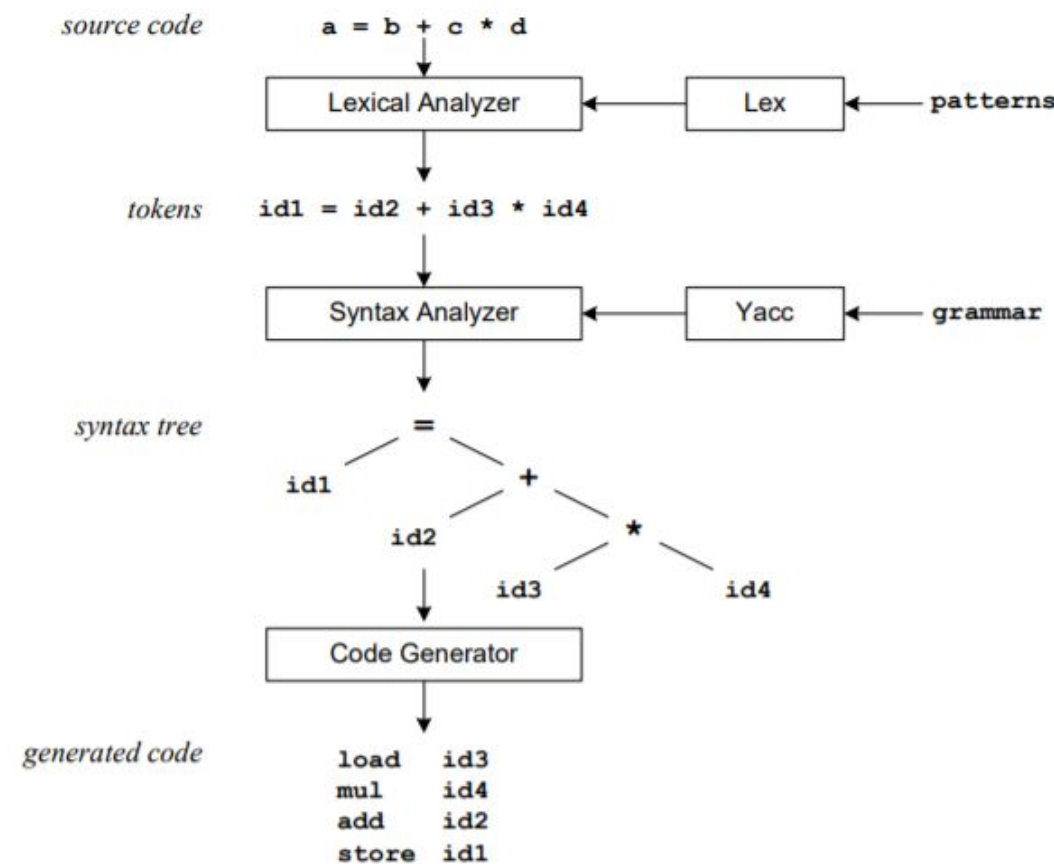 source code a = b + c * d
Lexical Analyzer Lex patterns
tokens id1 = id2 + id3 * id4
Syntax Analyzer Yacc grammar
syntax tree =
id1 +
id2 *
id3 id4
Code Generator
generated code load id3
mul id4
add id2
store id1